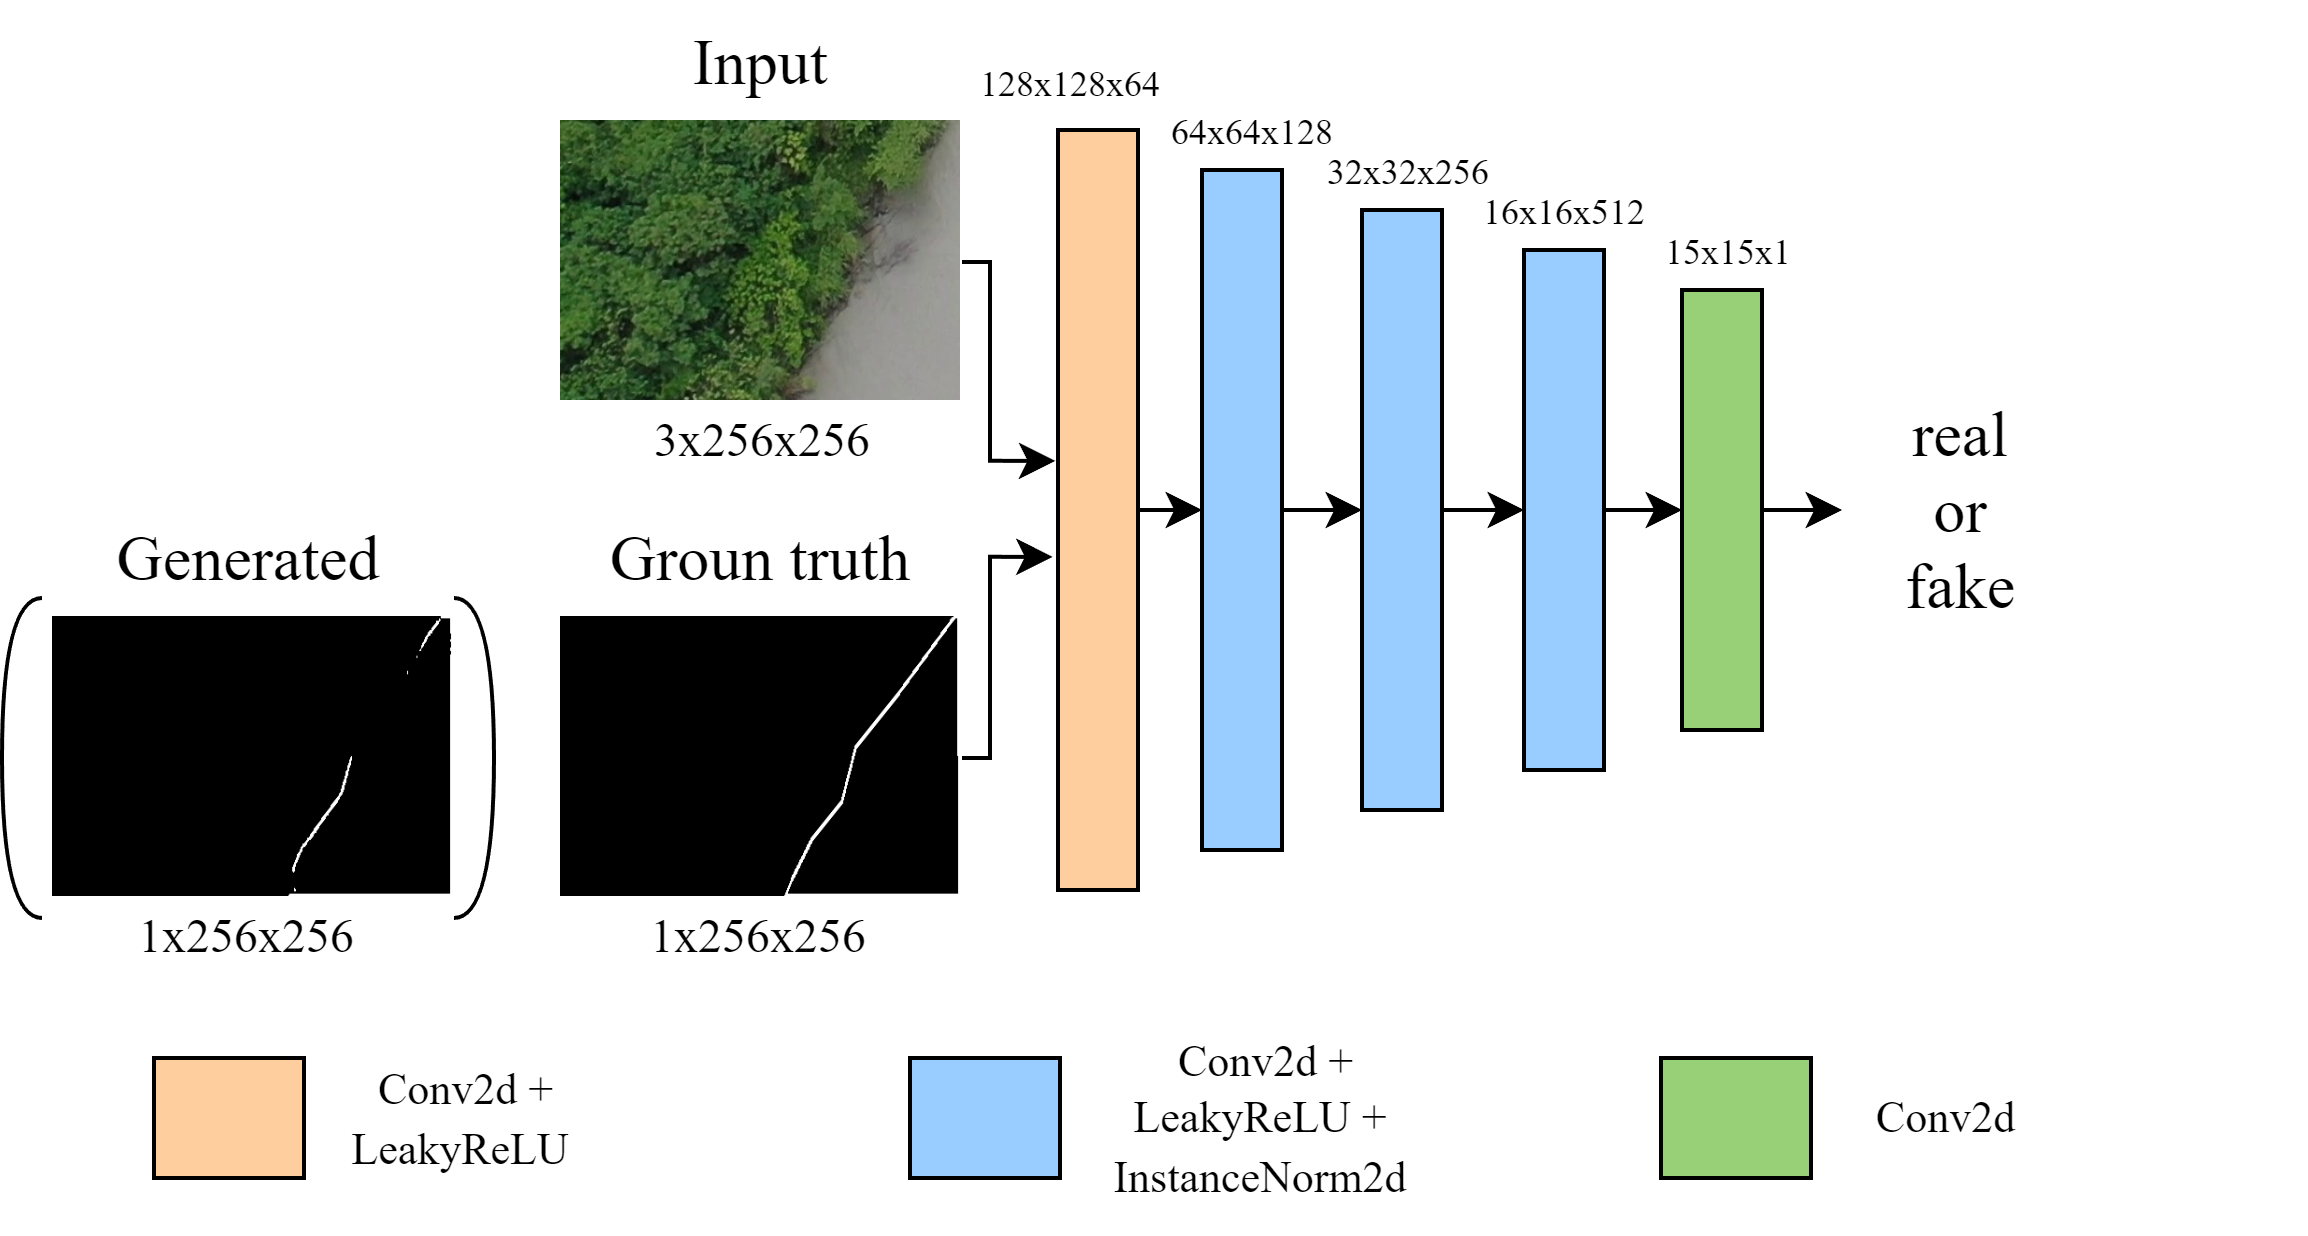 Input
128x128x64
64x64x128
32x32x256
16x16x512
15x15x1
3x256x256
real
or
fake
Generated
Groun truth
1x256x256
1x256x256
Conv2d +
LeakyReLU
Conv2d +
LeakyReLU +
InstanceNorm2d
Conv2d